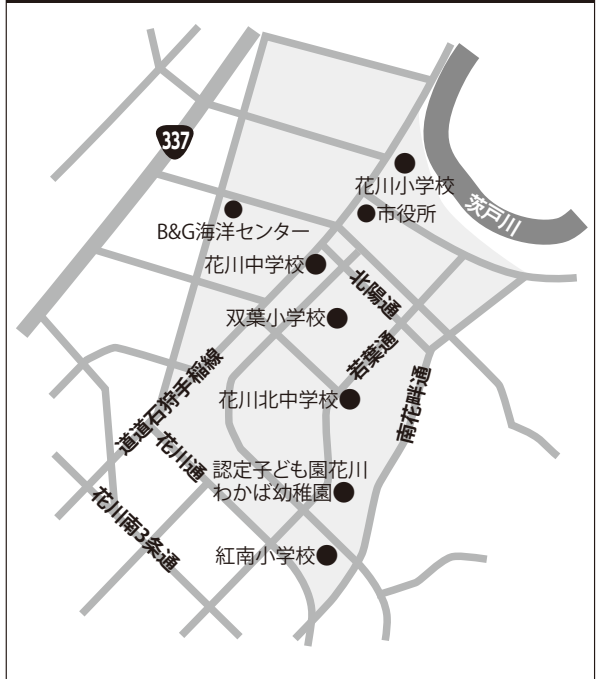 337
花川小学校
茨戸川
市役所
B&G海洋センター
花川中学校
北陽通
双葉小学校
若葉通
道道石狩手稲線
花川北中学校
南花畔通
花川通
認定子ども園花川
わかば幼稚園
花川南3条通
紅南小学校